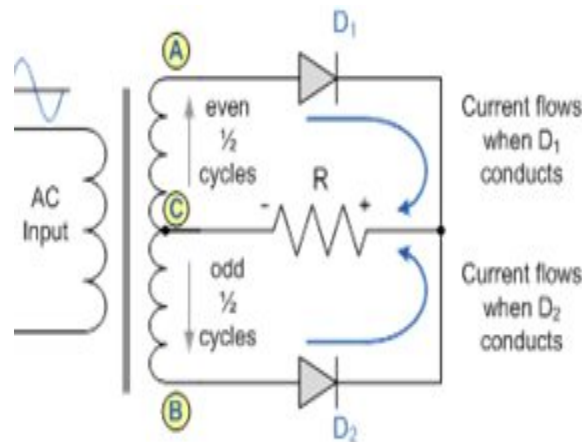 A
D1
even
½
cycles
Current flows
when D1
conducts
AC
Input
C
R
- +
odd
½
cycles
Current flows
when D2
conducts
B
D2